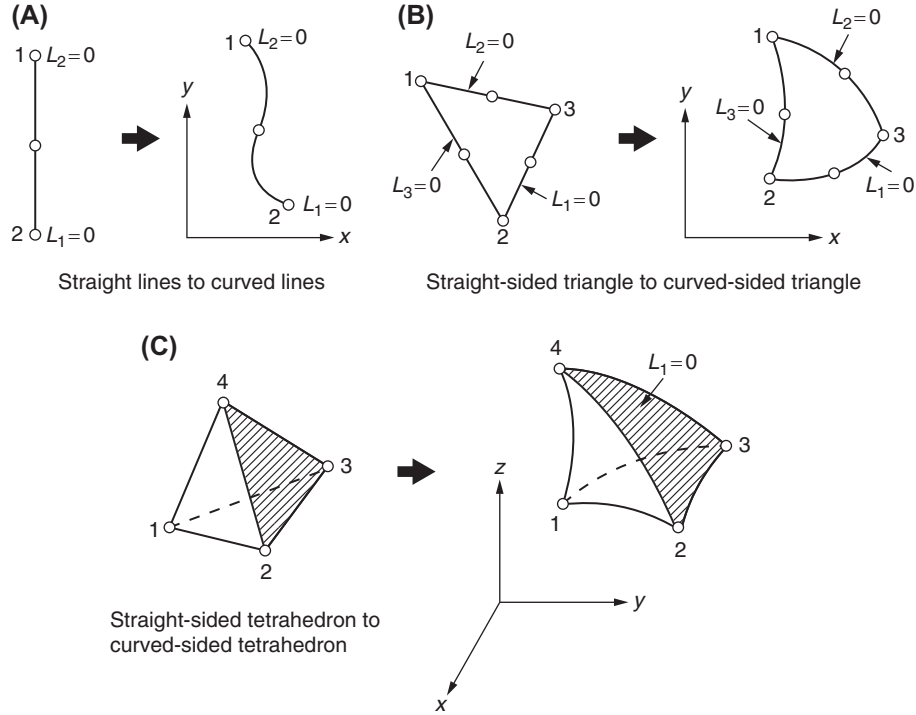 (A)
1 L₂=0
2 L₁=0
1 L₂=0
y
2 L₁=0
x
Straight lines to curved lines
(B)
L₂=0
1
3
L₃=0
L₁=0
2
L₂=0
1
y
L₃=0
3
2
L₁=0
x
Straight-sided triangle to curved-sided triangle
(C)
4
3
1
2
Straight-sided tetrahedron to
curved-sided tetrahedron
4
L₁=0
3
z
1
2
y
x